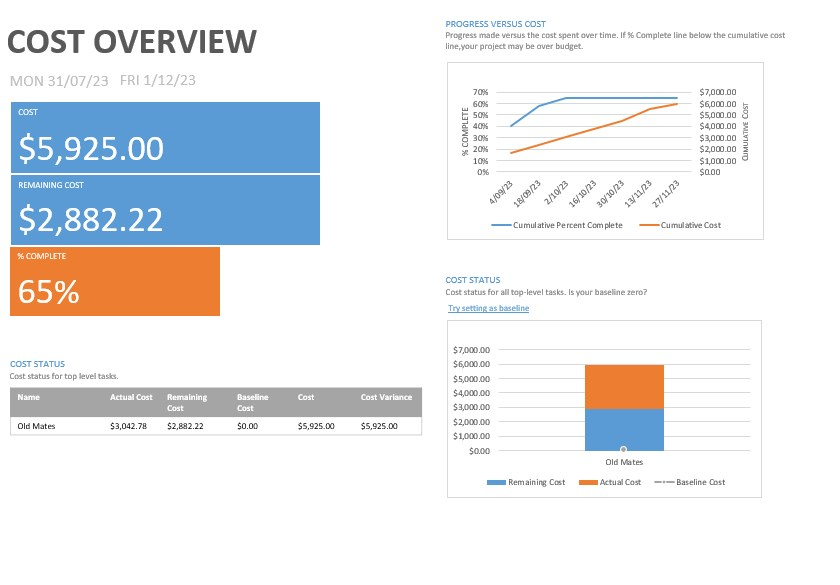 COST OVERVIEW
MON 31/07/23 FRI 1/12/23
COST
$5,925.00
REMAINING COST
$2,882.22
% COMPLETE
65%
COST STATUS
Cost status for top level tasks.
Name Actual Cost Remaining Cost Baseline Cost Cost Cost Variance
Old Mates $3,042.78 $2,882.22 $0.00 $5,925.00 $5,925.00
PROGRESS VERSUS COST
Progress made versus the cost spent over time. If % Complete line below the cumulative cost
line,your project may be over budget.
70% $7,000.00
60% $6,000.00
50% $5,000.00
40% $4,000.00
30% $3,000.00
20% $2,000.00
10% $1,000.00
0% $0.00
% COMPLETE
CUMULATIVE COST
4/09/23 18/09/23 2/10/23 16/10/23 30/10/23 13/11/23 27/11/23
Cumulative Percent Complete Cumulative Cost
COST STATUS
Cost status for all top-level tasks. Is your baseline zero?
Try setting as baseline
$7,000.00
$6,000.00
$5,000.00
$4,000.00
$3,000.00
$2,000.00
$1,000.00
$0.00
Old Mates
Remaining Cost Actual Cost Baseline Cost